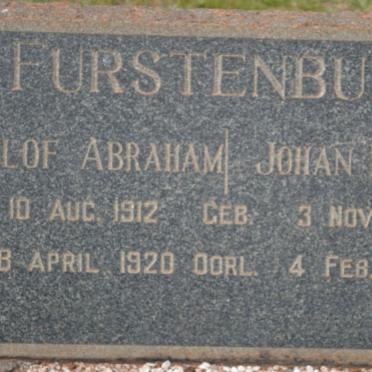 FURSTENBU
LOF ABRAHAM JOHAN
10 AUG. 1912 GEB. 3 NOV
8 APRIL 1920 OORL. 4 FEB.